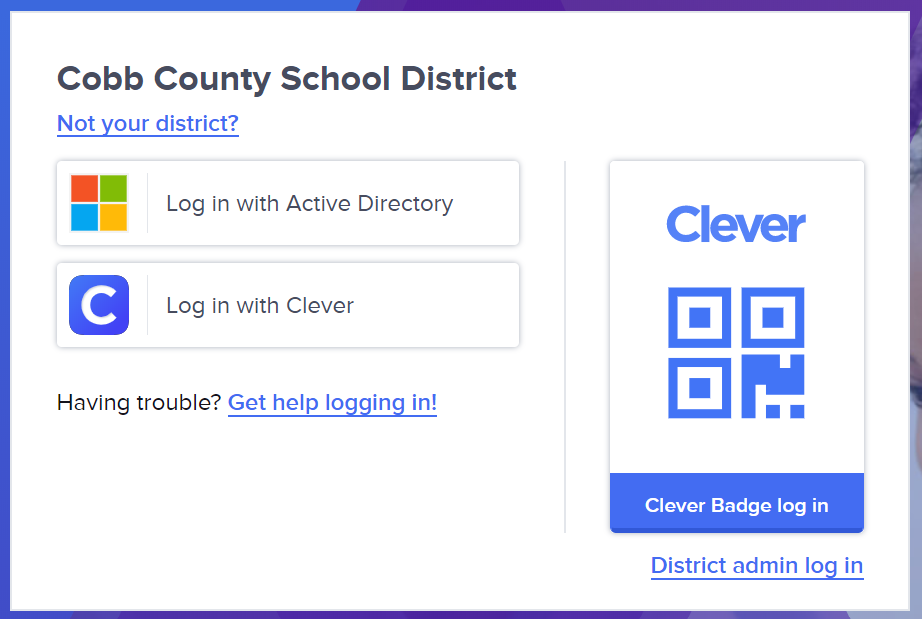 Cobb County School District
Not your district?
Log in with Active Directory
Log in with Clever
Having trouble? Get help logging in!
Clever
Clever Badge log in
District admin log in